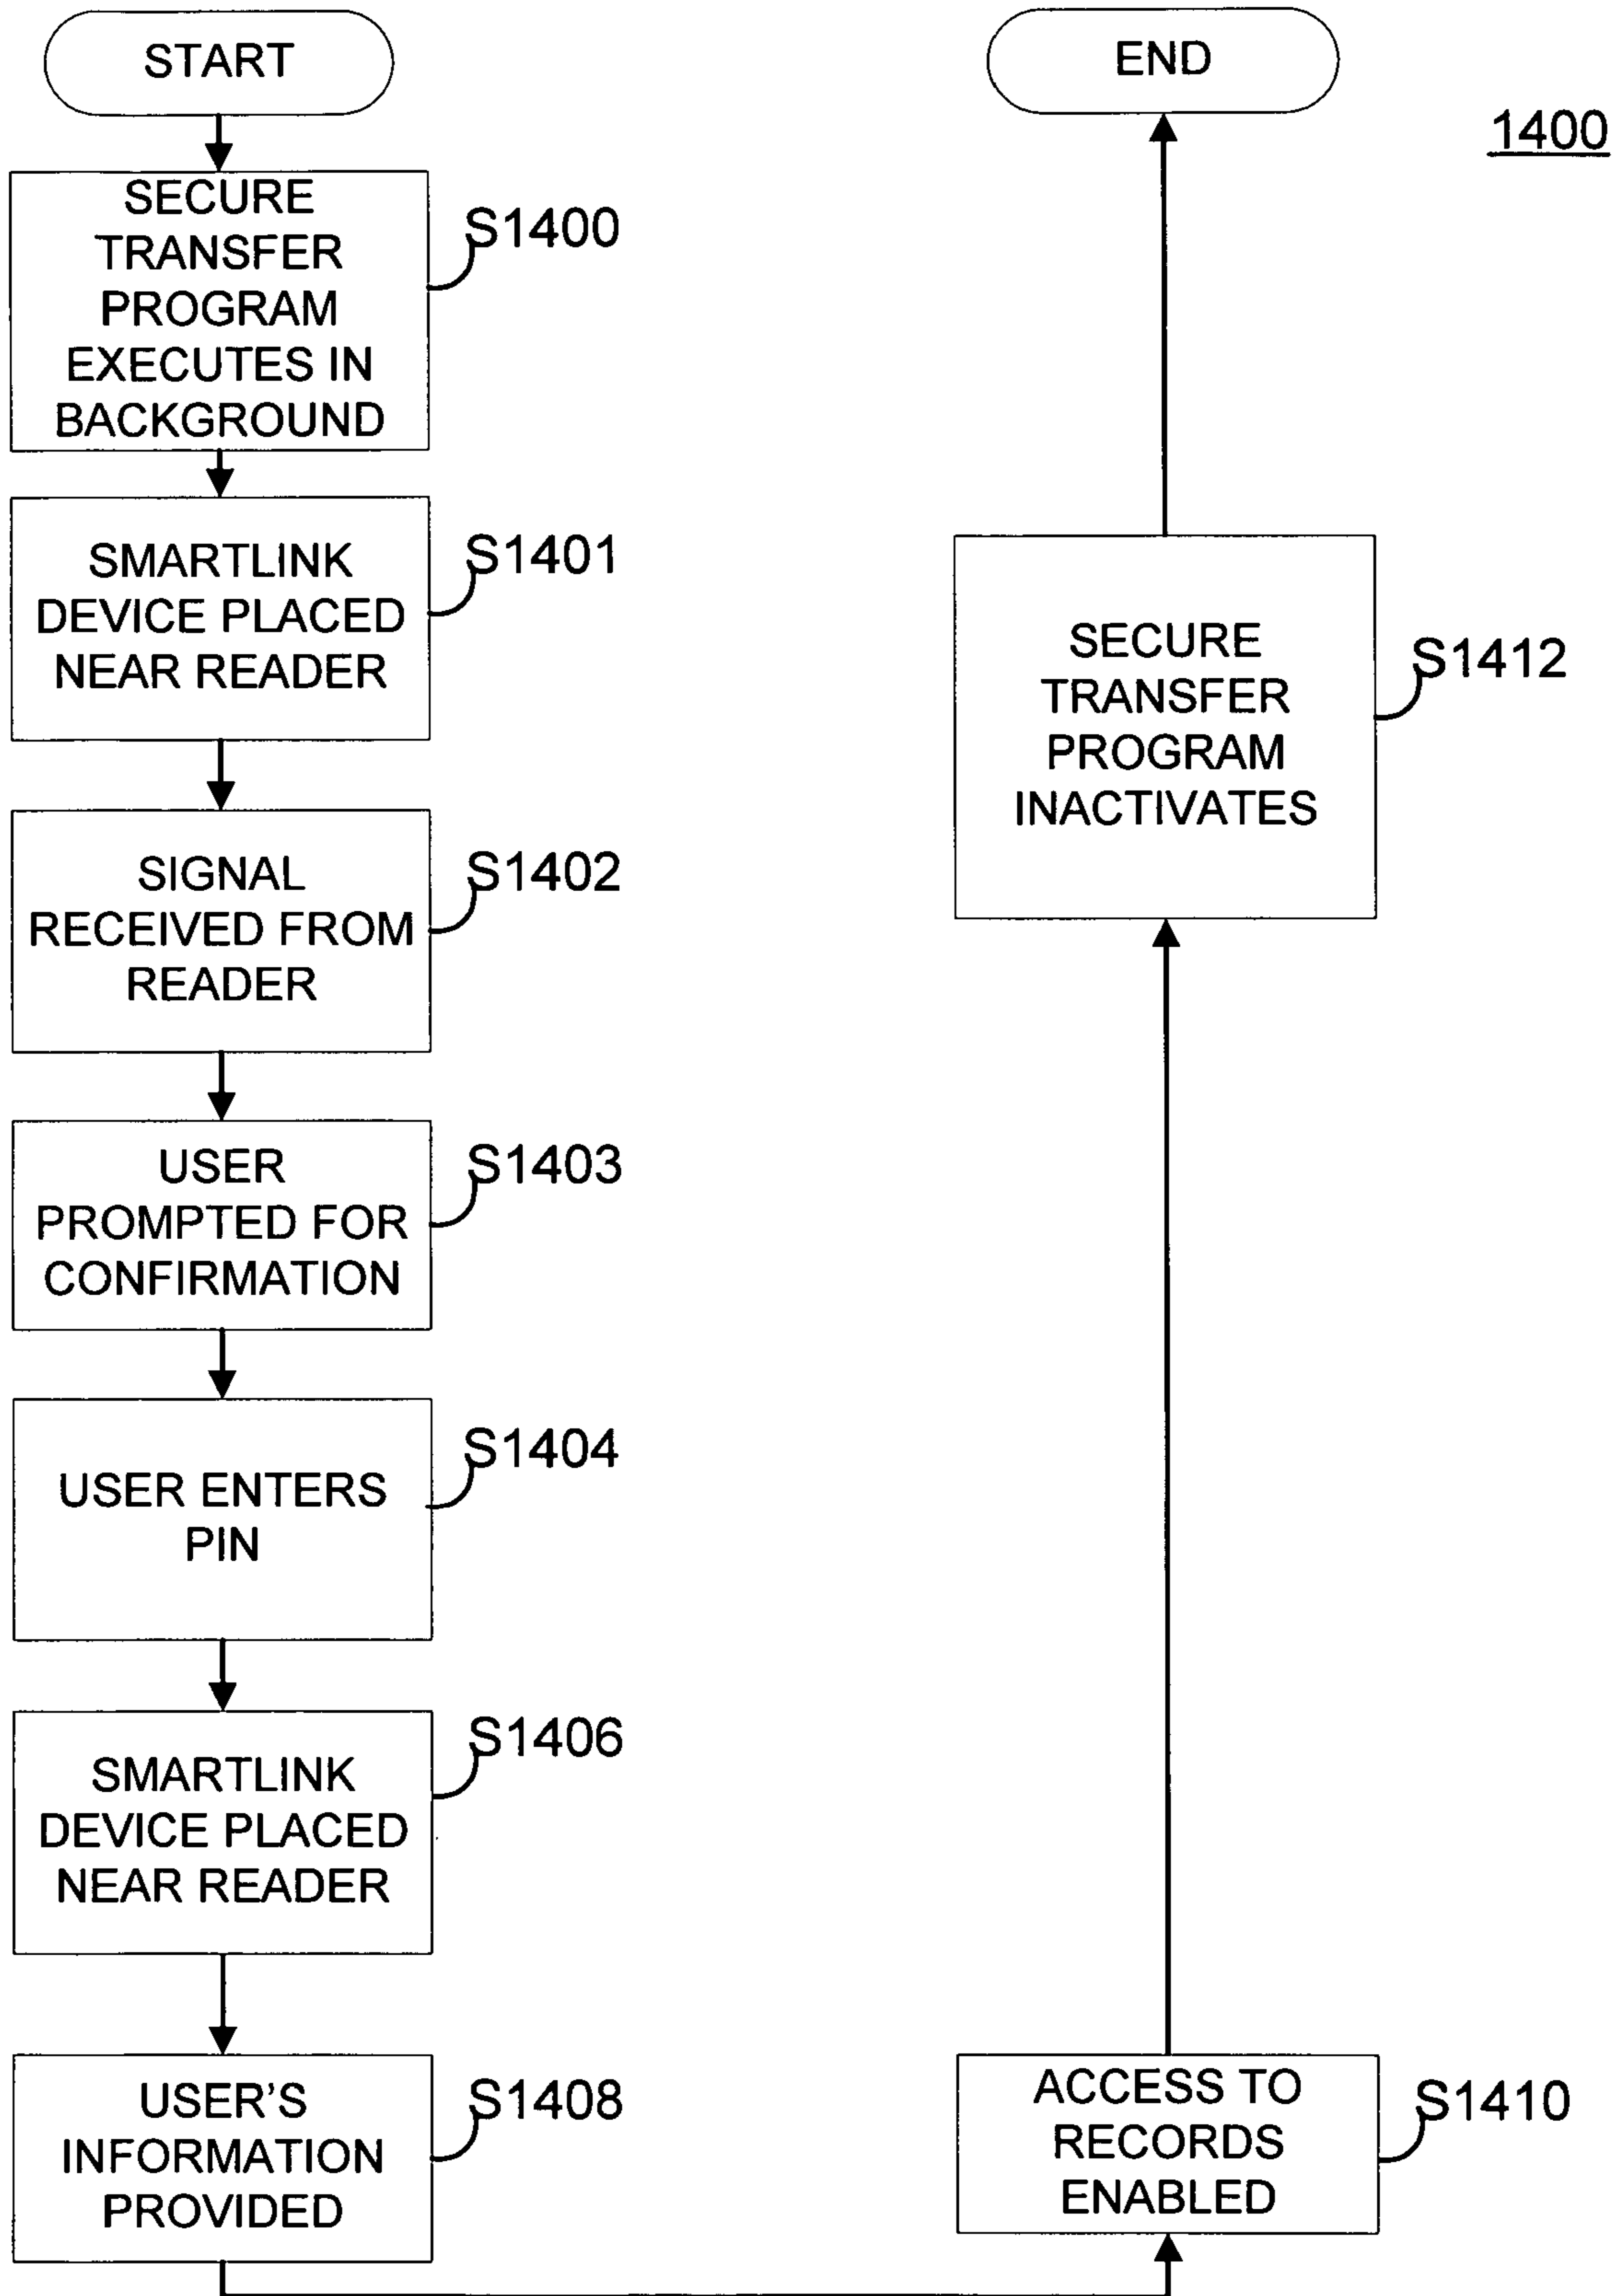 START
SECURE
TRANSFER
PROGRAM
EXECUTES IN
BACKGROUND
S1400
SMARTLINK
DEVICE PLACED
NEAR READER
S1401
SIGNAL
RECEIVED FROM
READER
S1402
USER
PROMPTED FOR
CONFIRMATION
S1403
USER ENTERS
PIN
S1404
SMARTLINK
DEVICE PLACED
NEAR READER
S1406
USER'S
INFORMATION
PROVIDED
S1408
ACCESS TO
RECORDS
ENABLED
S1410
SECURE
TRANSFER
PROGRAM
INACTIVATES
S1412
END
1400